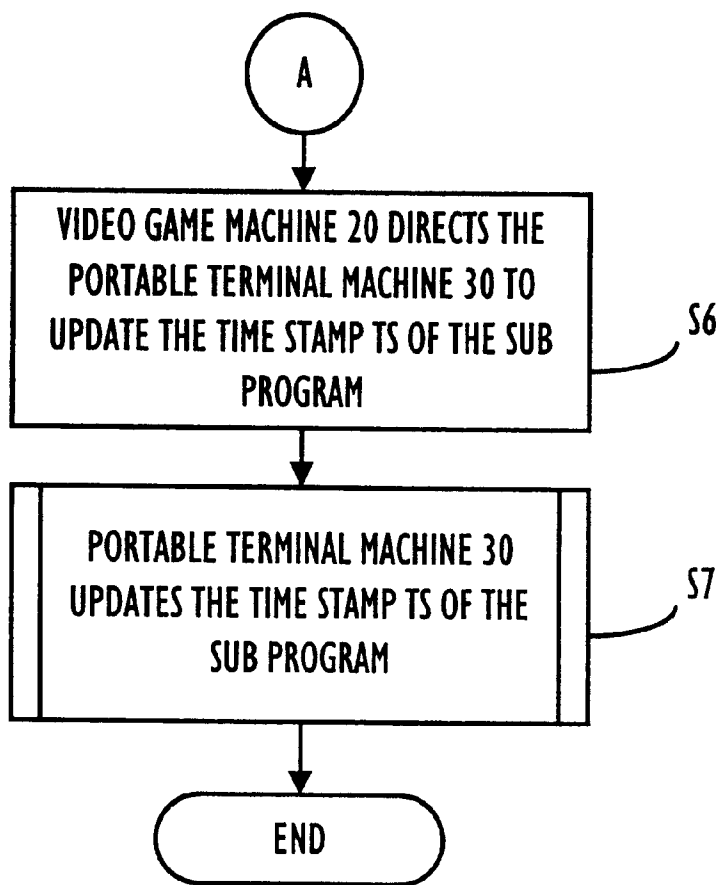 A
VIDEO GAME MACHINE 20 DIRECTS THE
PORTABLE TERMINAL MACHINE 30 TO
UPDATE THE TIME STAMP TS OF THE SUB
PROGRAM
S6
PORTABLE TERMINAL MACHINE 30
UPDATES THE TIME STAMP TS OF THE
SUB PROGRAM
S7
END